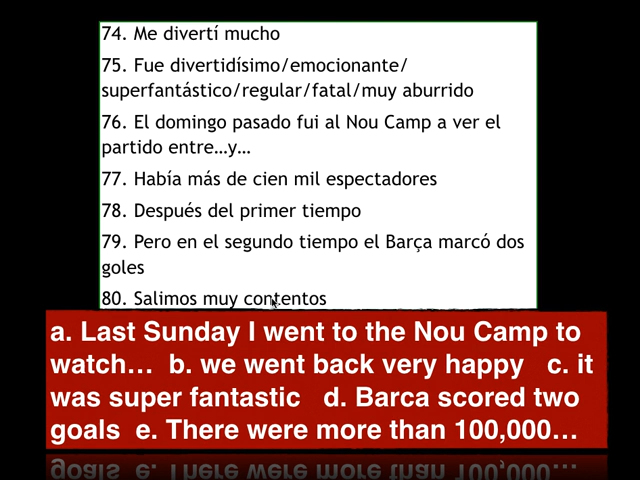 74. Me divertí mucho
75. Fue divertidísimo/emocionante/
superfantástico/regular/fatal/muy aburrido
76. El domingo pasado fui al Nou Camp a ver el
partido entre…y…
77. Había más de cien mil espectadores
78. Después del primer tiempo
79. Pero en el segundo tiempo el Barça marcó dos
goles
80. Salimos muy contentos
a. Last Sunday I went to the Nou Camp to
watch… b. we went back very happy c. it
was super fantastic d. Barca scored two
goals e. There were more than 100,000…